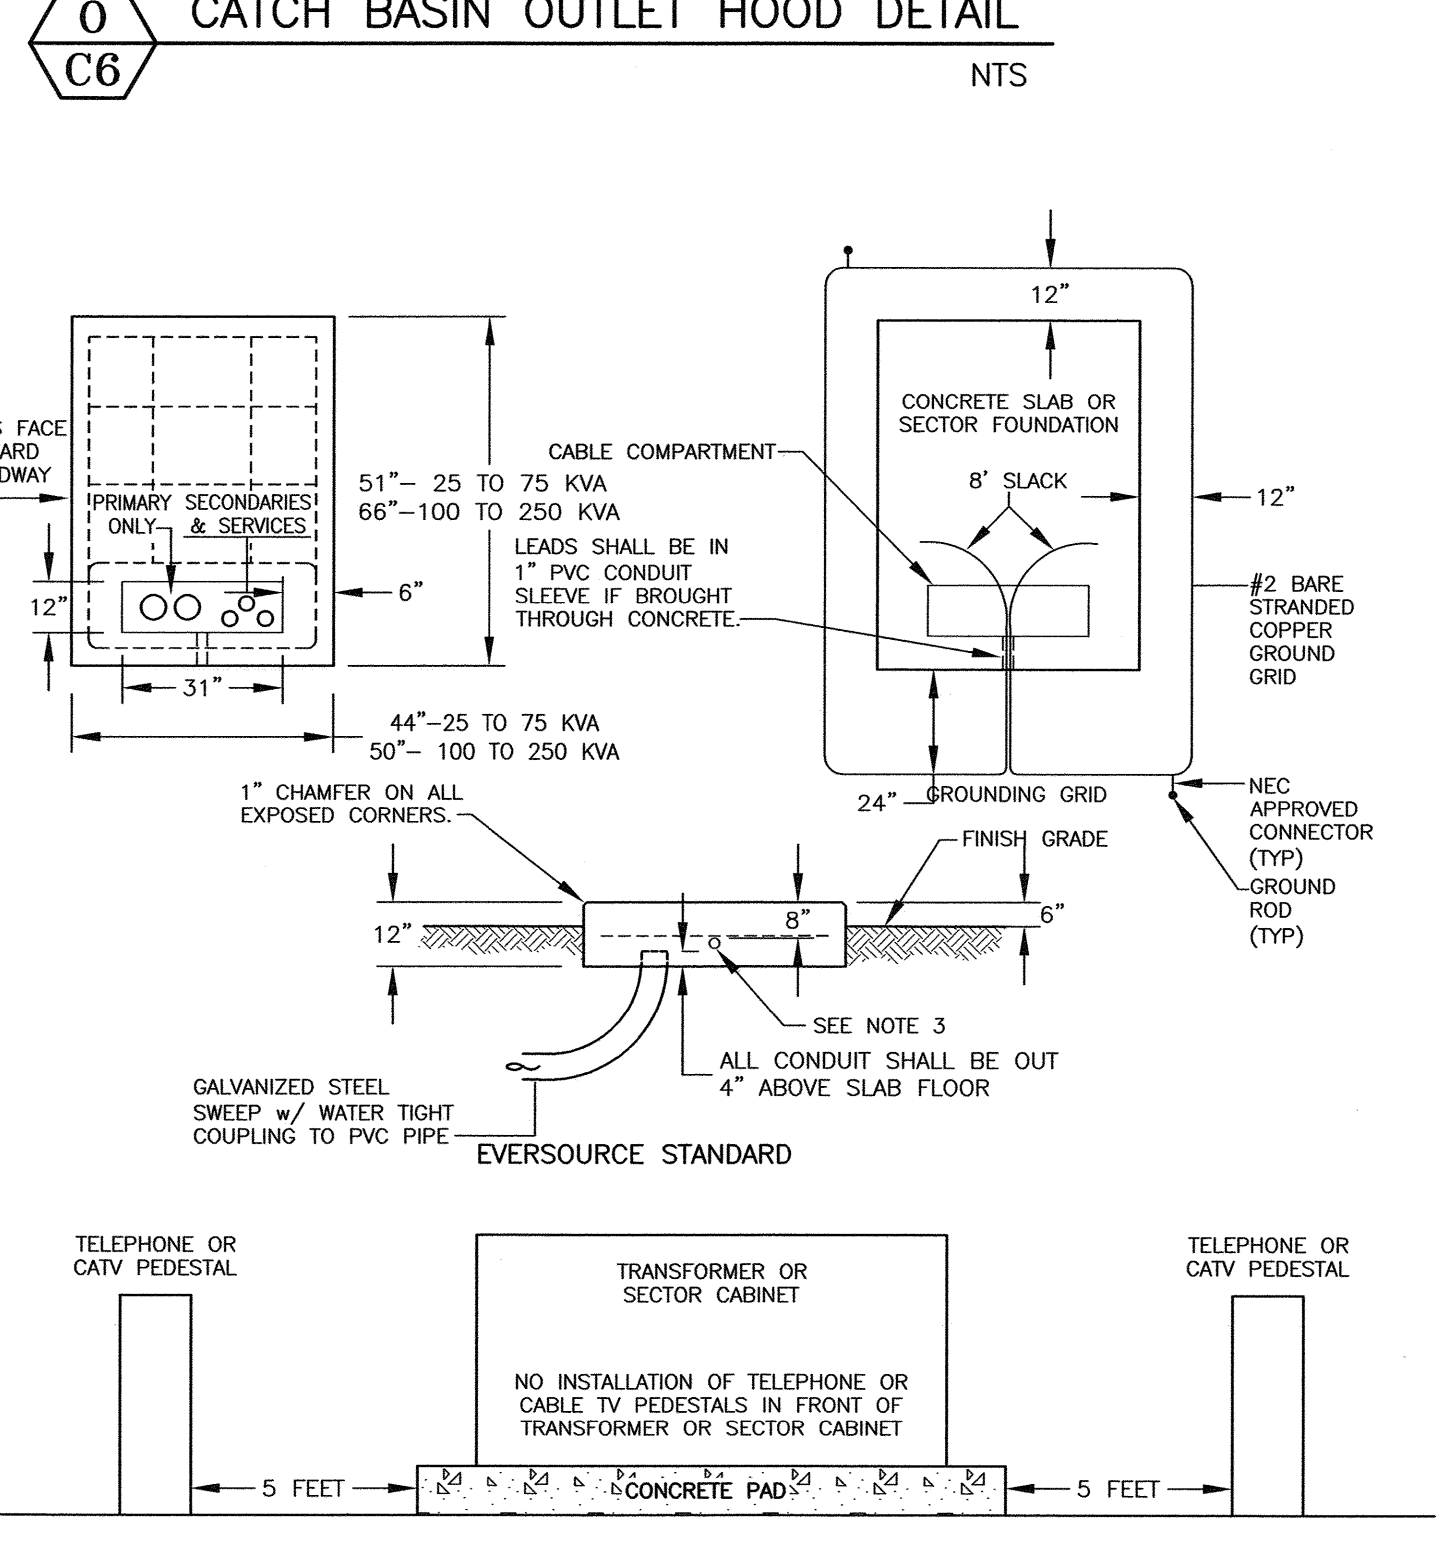 0
C6
CATCH BASIN OUTLET HOOD DETAIL
NTS
FACE
DWAY
PRIMARY
ONLY
SECONDARIES
& SERVICES
12"
6"
31"
51"- 25 TO 75 KVA
66"-100 TO 250 KVA
44"-25 TO 75 KVA
50"- 100 TO 250 KVA
12"
CONCRETE SLAB OR
SECTOR FOUNDATION
CABLE COMPARTMENT
8' SLACK
12"
LEADS SHALL BE IN
1" PVC CONDUIT
SLEEVE IF BROUGHT
THROUGH CONCRETE.
#2 BARE
STRANDED
COPPER
GROUND
GRID
24"
GROUNDING GRID
NEC
APPROVED
CONNECTOR
(TYP)
GROUND
ROD
(TYP)
1" CHAMFER ON ALL
EXPOSED CORNERS.
FINISH GRADE
12"
8"
6"
SEE NOTE 3
ALL CONDUIT SHALL BE OUT
4" ABOVE SLAB FLOOR
GALVANIZED STEEL
SWEEP w/ WATER TIGHT
COUPLING TO PVC PIPE
EVERSOURCE STANDARD
TELEPHONE OR
CATV PEDESTAL
TRANSFORMER OR
SECTOR CABINET
TELEPHONE OR
CATV PEDESTAL
NO INSTALLATION OF TELEPHONE OR
CABLE TV PEDESTALS IN FRONT OF
TRANSFORMER OR SECTOR CABINET
5 FEET
CONCRETE PAD
5 FEET